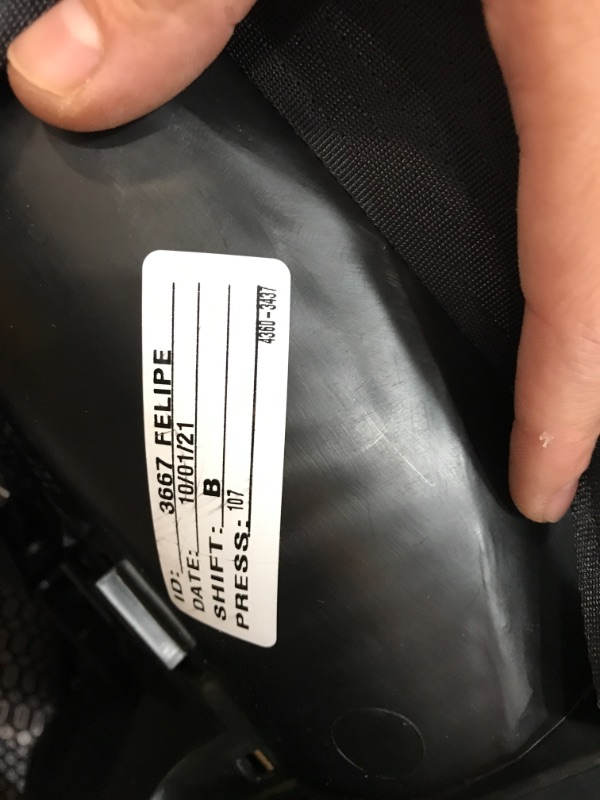 ID: 3667 FELIPE
DATE: 10/01/21
SHIFT: B
PRESS: 107
4360-3437